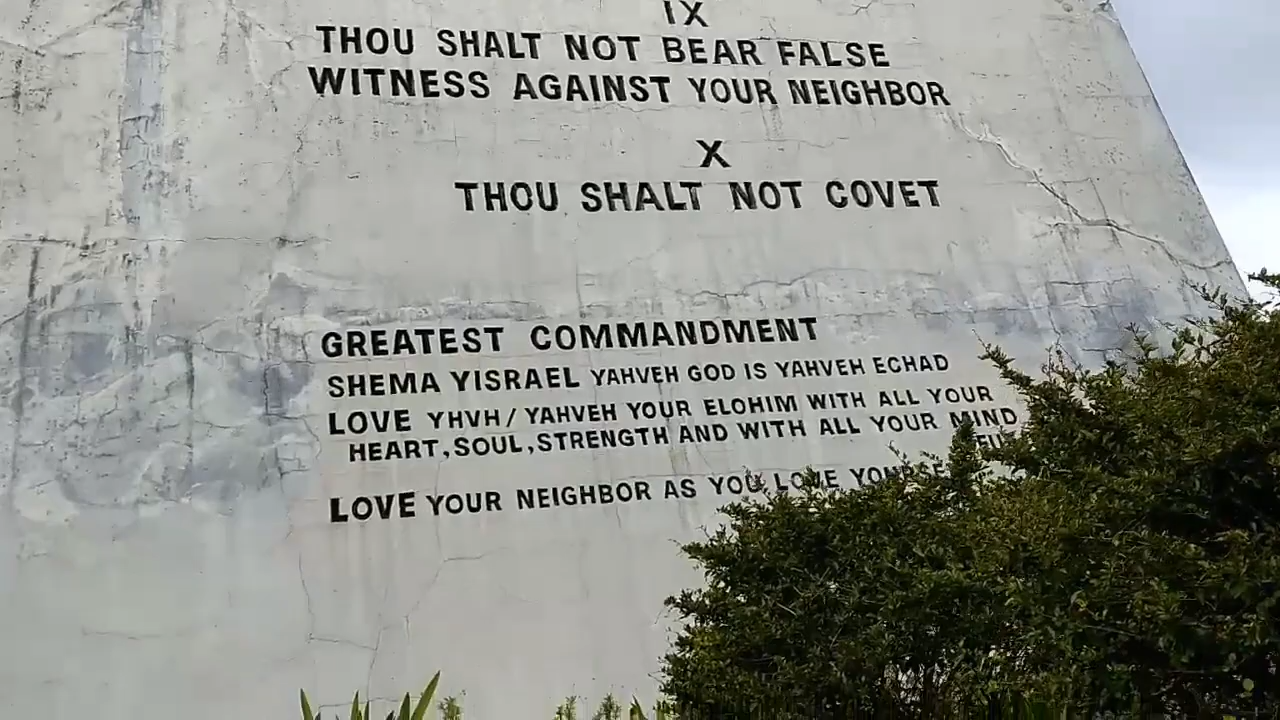 IX
THOU SHALT NOT BEAR FALSE
WITNESS AGAINST YOUR NEIGHBOR
X
THOU SHALT NOT COVET
GREATEST COMMANDMENT
SHEMA YISRAEL YAHVEH GOD IS YAHVEH ECHAD
LOVE YHVH/YAHVEH YOUR ELOHIM WITH ALL YOUR
HEART, SOUL, STRENGTH AND WITH ALL YOUR MIND
LOVE YOUR NEIGHBOR AS YOU LOVE